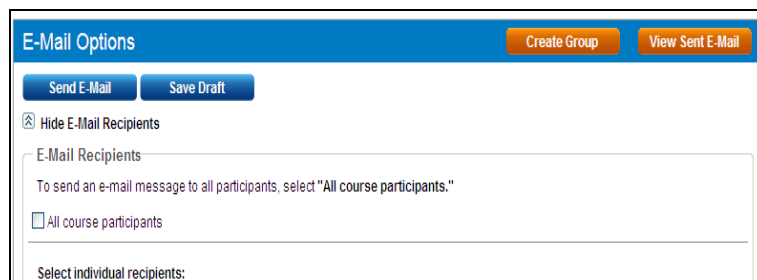 E-Mail Options
Create Group
View Sent E-Mail
Send E-Mail
Save Draft
Hide E-Mail Recipients
E-Mail Recipients
To send an e-mail message to all participants, select "All course participants."
All course participants
Select individual recipients: